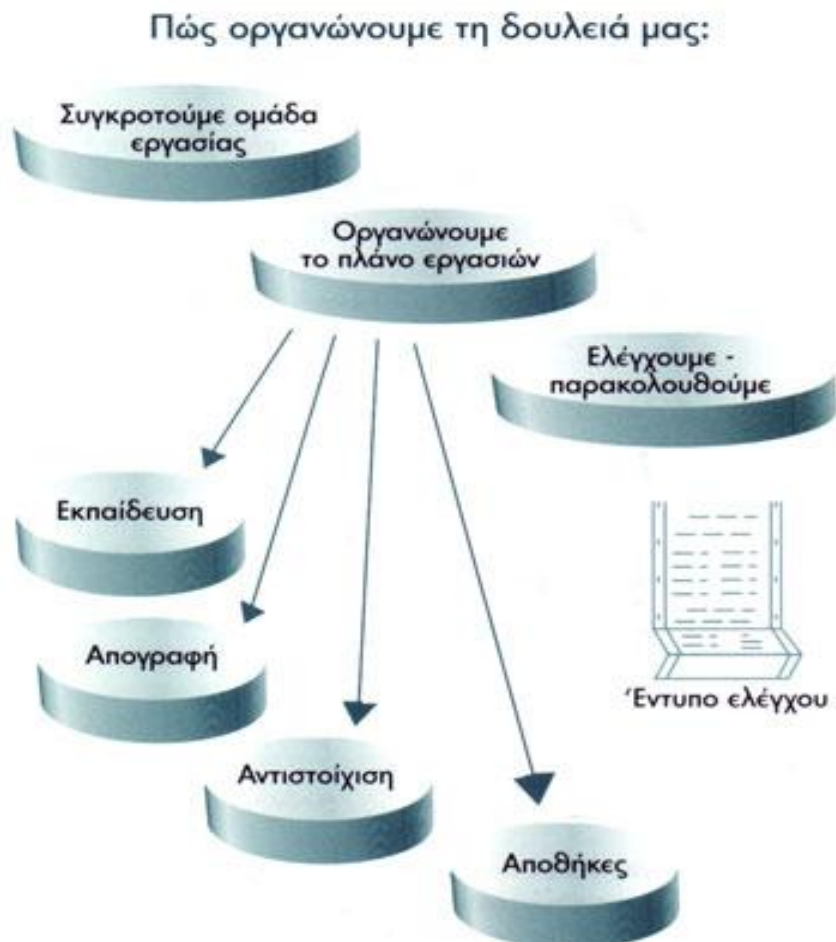 Πώς οργανώνουμε τη δουλειά μας:
Συγκροτούμε ομάδα
εργασίας
Οργανώνουμε
το πλάνο εργασιών
Ελέγχουμε -
παρακολουθούμε
Εκπαίδευση
Απογραφή
Αντιστοίχιση
Αποθήκες
Έντυπο ελέγχου